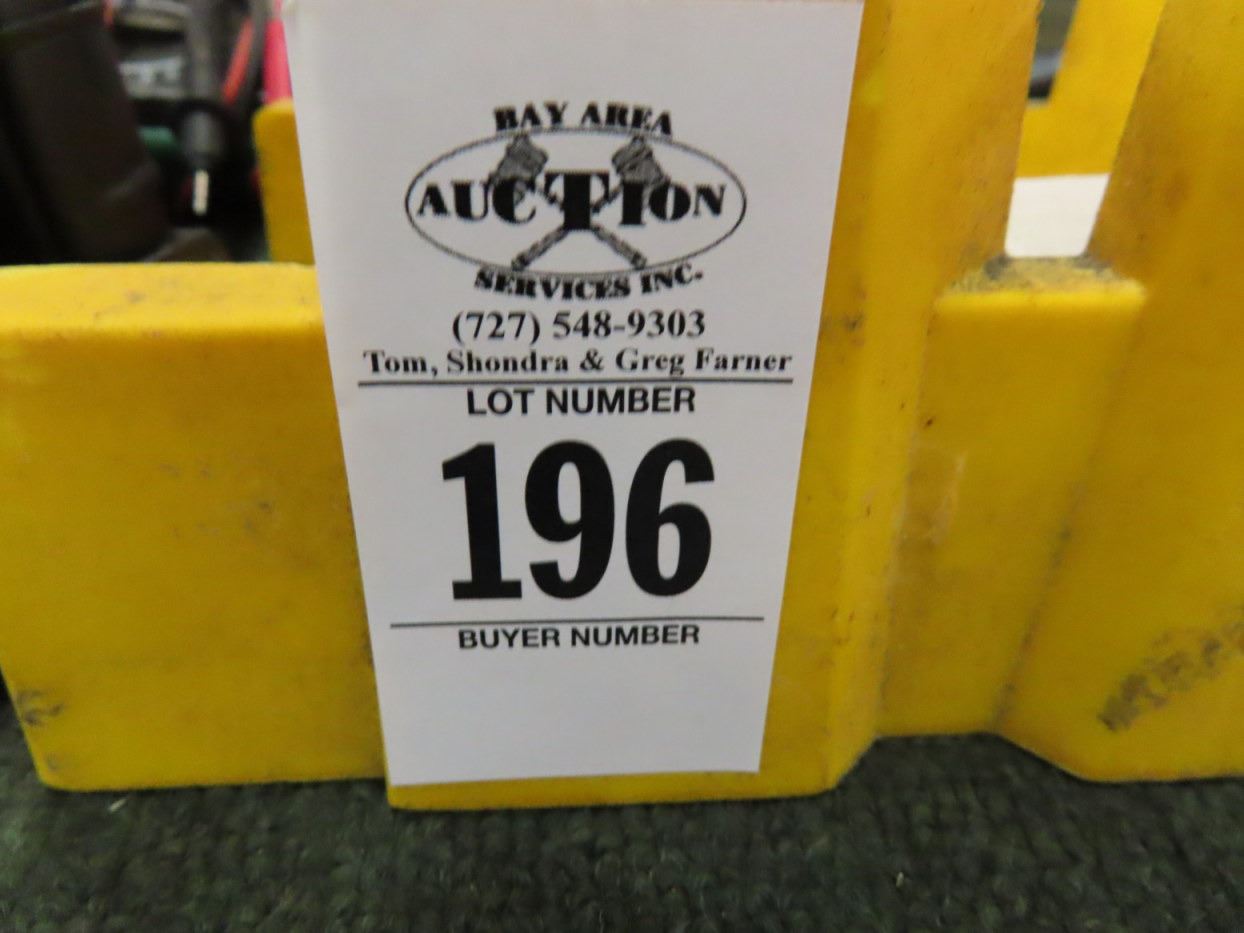 BAY AREA
AUCTION
SERVICES INC.
(727) 548-9303
Tom, Shondra & Greg Farner
LOT NUMBER
196
BUYER NUMBER